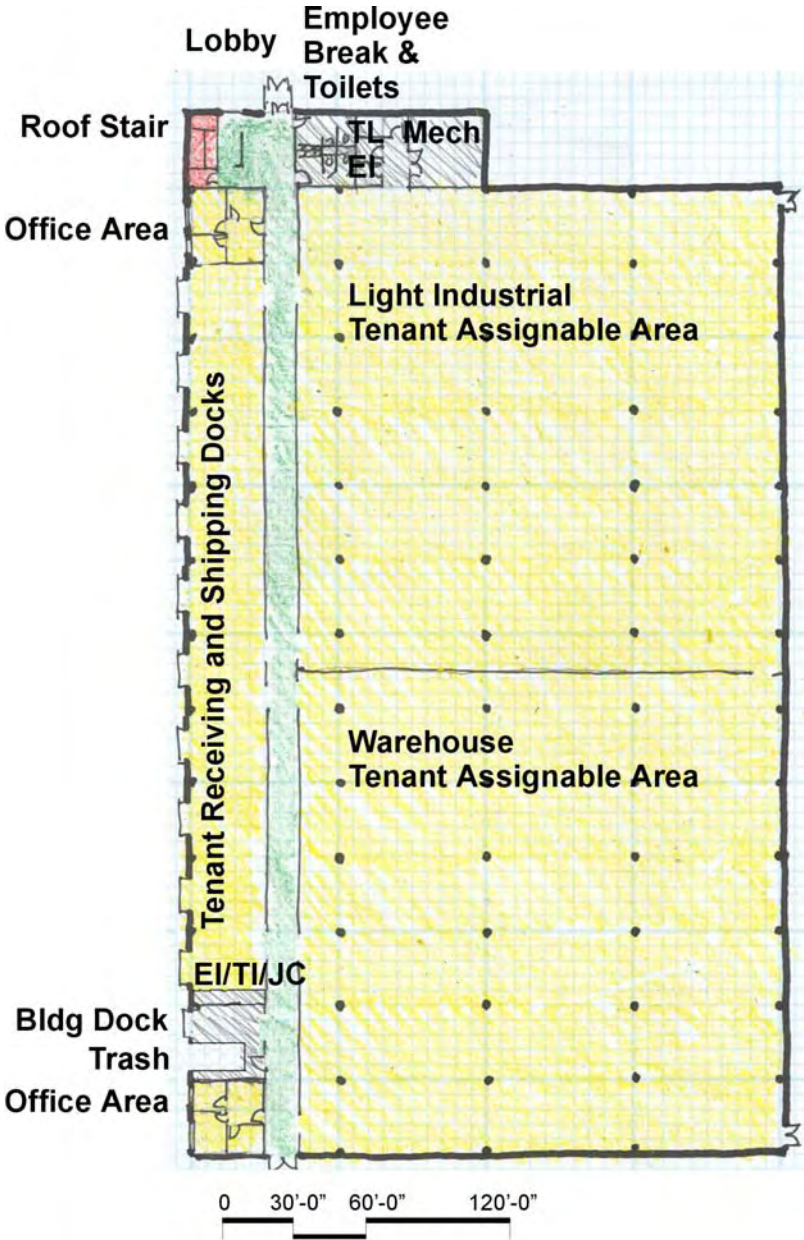 Lobby
Employee
Break &
Toilets
Roof Stair
TL Mech
EI
Office Area
Light Industrial
Tenant Assignable Area
Tenant Receiving and Shipping Docks
Warehouse
Tenant Assignable Area
EI/TI/JC
Bldg Dock
Trash
Office Area
0 30'-0" 60'-0" 120'-0"